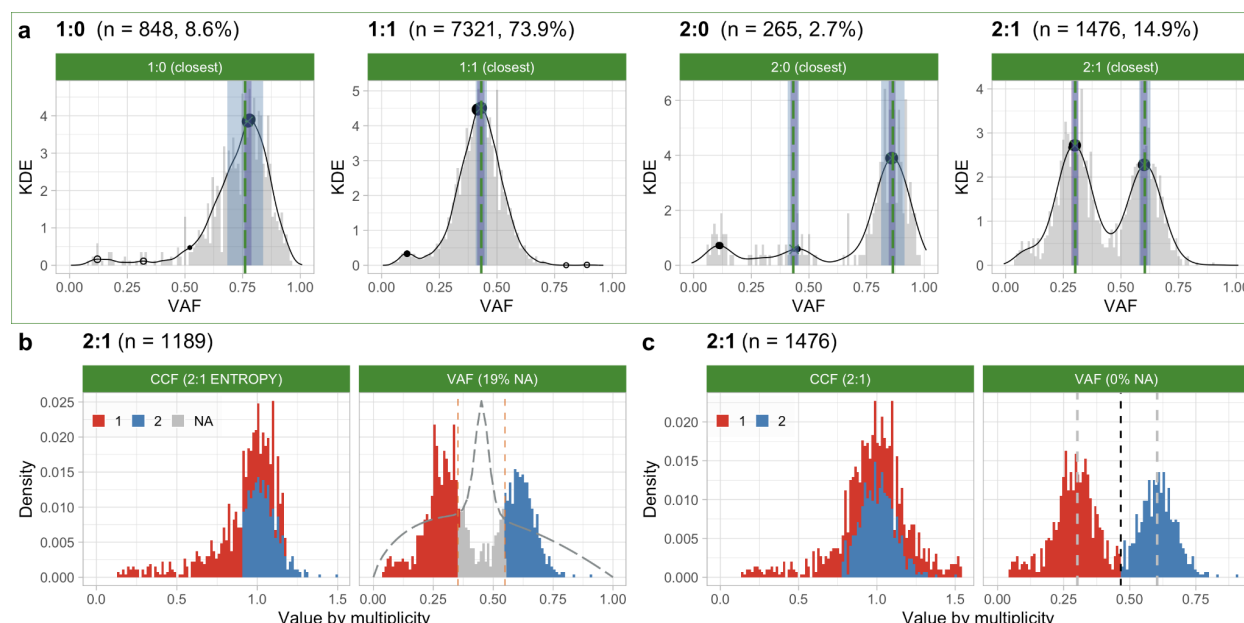 a 1:0 (n = 848, 8.6%) 1:1 (n = 7321, 73.9%) 2:0 (n = 265, 2.7%) 2:1 (n = 1476, 14.9%)
1:0 (closest) 1:1 (closest) 2:0 (closest) 2:1 (closest)
KDE
4
3
2
1
0
0.00 0.25 0.50 0.75 1.00
VAF
KDE
5
4
3
2
1
0
0.00 0.25 0.50 0.75 1.00
VAF
KDE
6
4
2
0
0.00 0.25 0.50 0.75 1.00
VAF
KDE
4
3
2
1
0
0.00 0.25 0.50 0.75 1.00
VAF
b 2:1 (n = 1189)
CCF (2:1 ENTROPY) VAF (19% NA)
1 2 NA
Density
0.025
0.020
0.015
0.010
0.005
0.000
0.0 0.5 1.0 1.5 0.00 0.25 0.50 0.75 1.00
Value by multiplicity
c 2:1 (n = 1476)
CCF (2:1) VAF (0% NA)
1 2
Density
0.020
0.015
0.010
0.005
0.000
0.0 0.5 1.0 1.5 0.00 0.25 0.50 0.75
Value by multiplicity